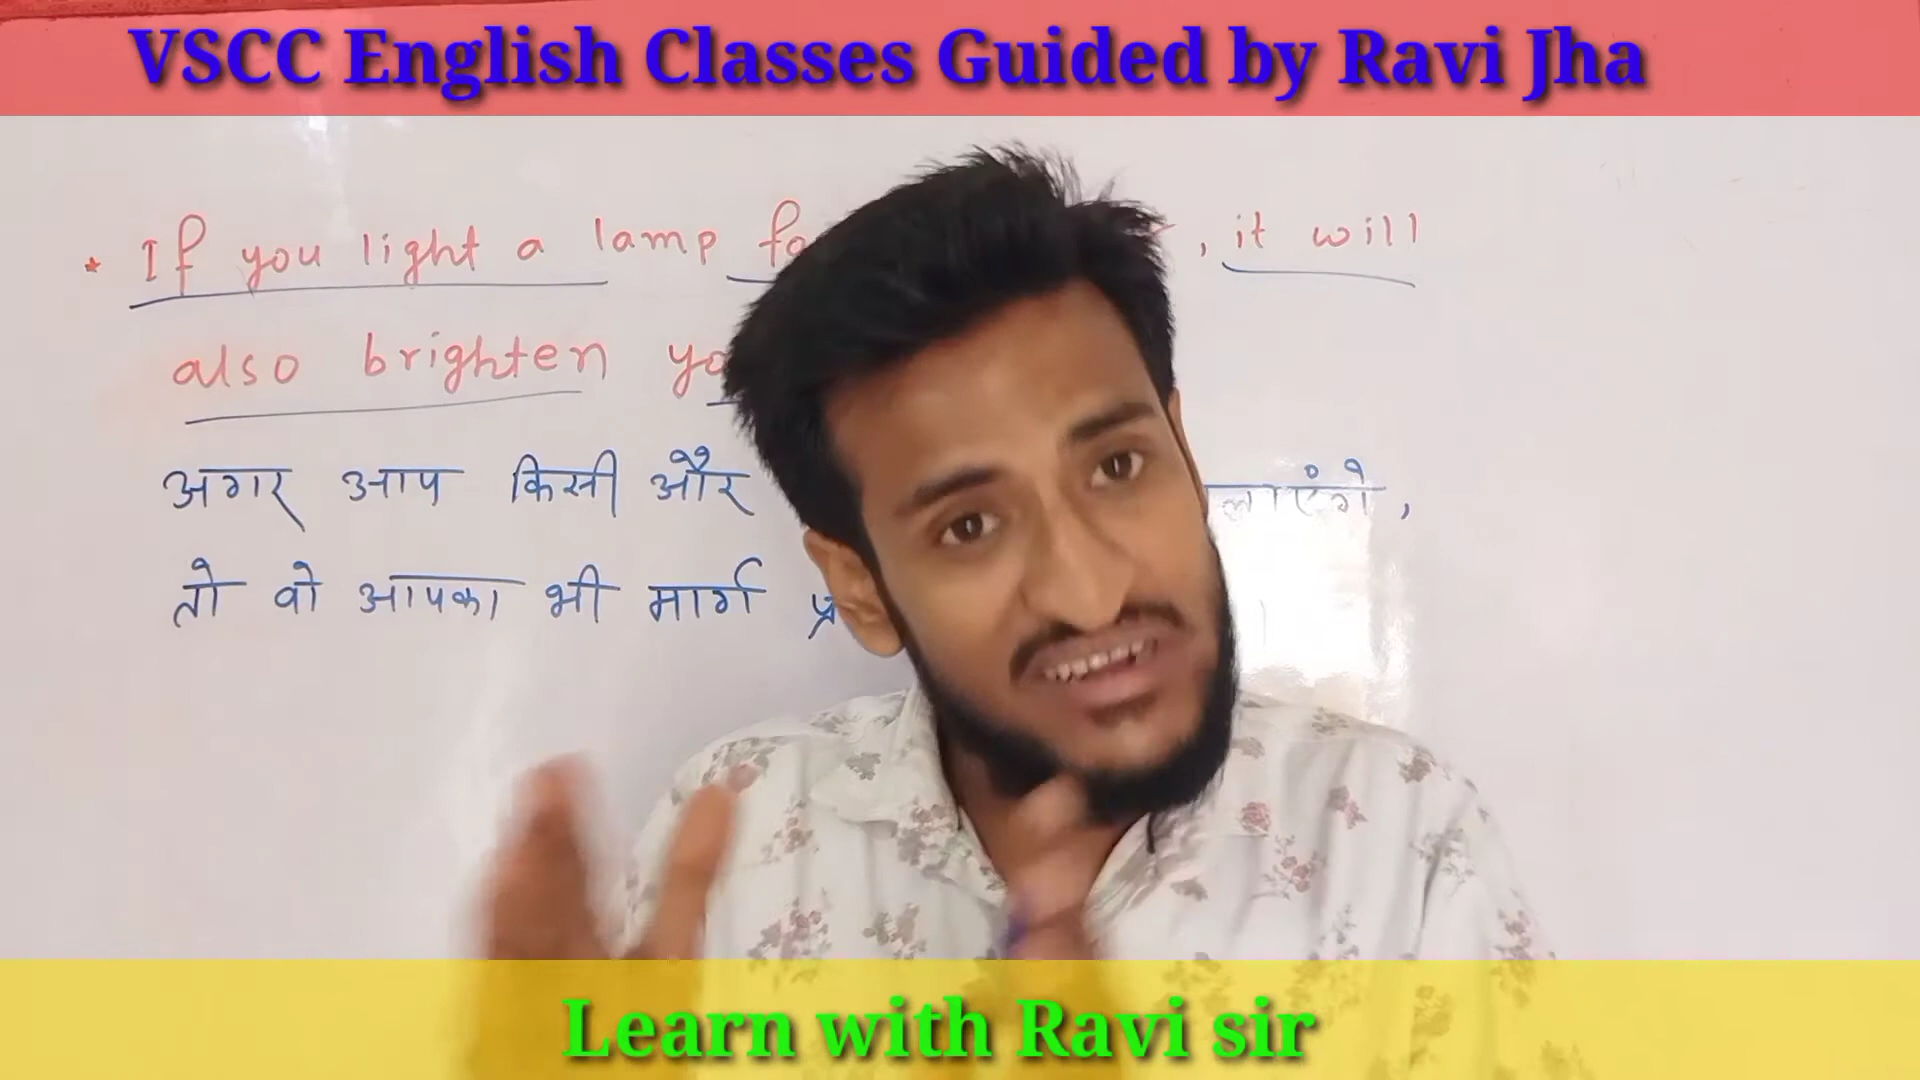 VSCC English Classes Guided by Ravi Jha
* If you light a lamp , it will
also brighten
अगर आप किसी और
तो वो आपका भी मार्ग
Learn with Ravi sir